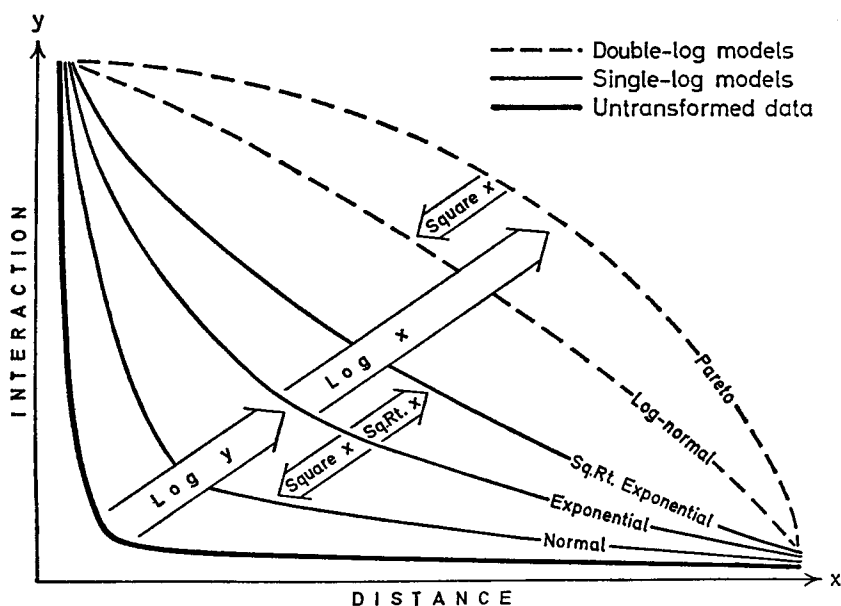 y
Double-log models
Single-log models
Untransformed data
INTERACTION
Square x
Log x
Pareto
Log-normal
Log y
Square x
Sq.Rt. x
Sq.Rt. Exponential
Exponential
Normal
x
DISTANCE